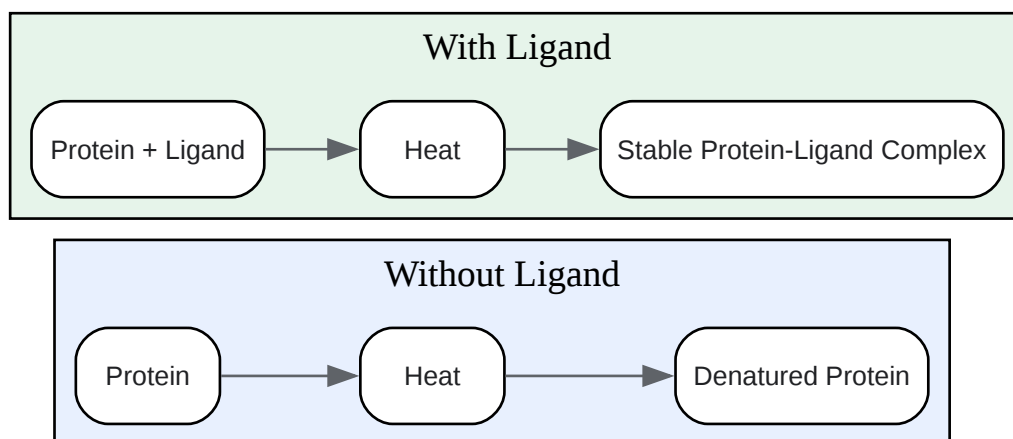 With Ligand
Protein + Ligand
Heat
Stable Protein-Ligand Complex
Without Ligand
Protein
Heat
Denatured Protein